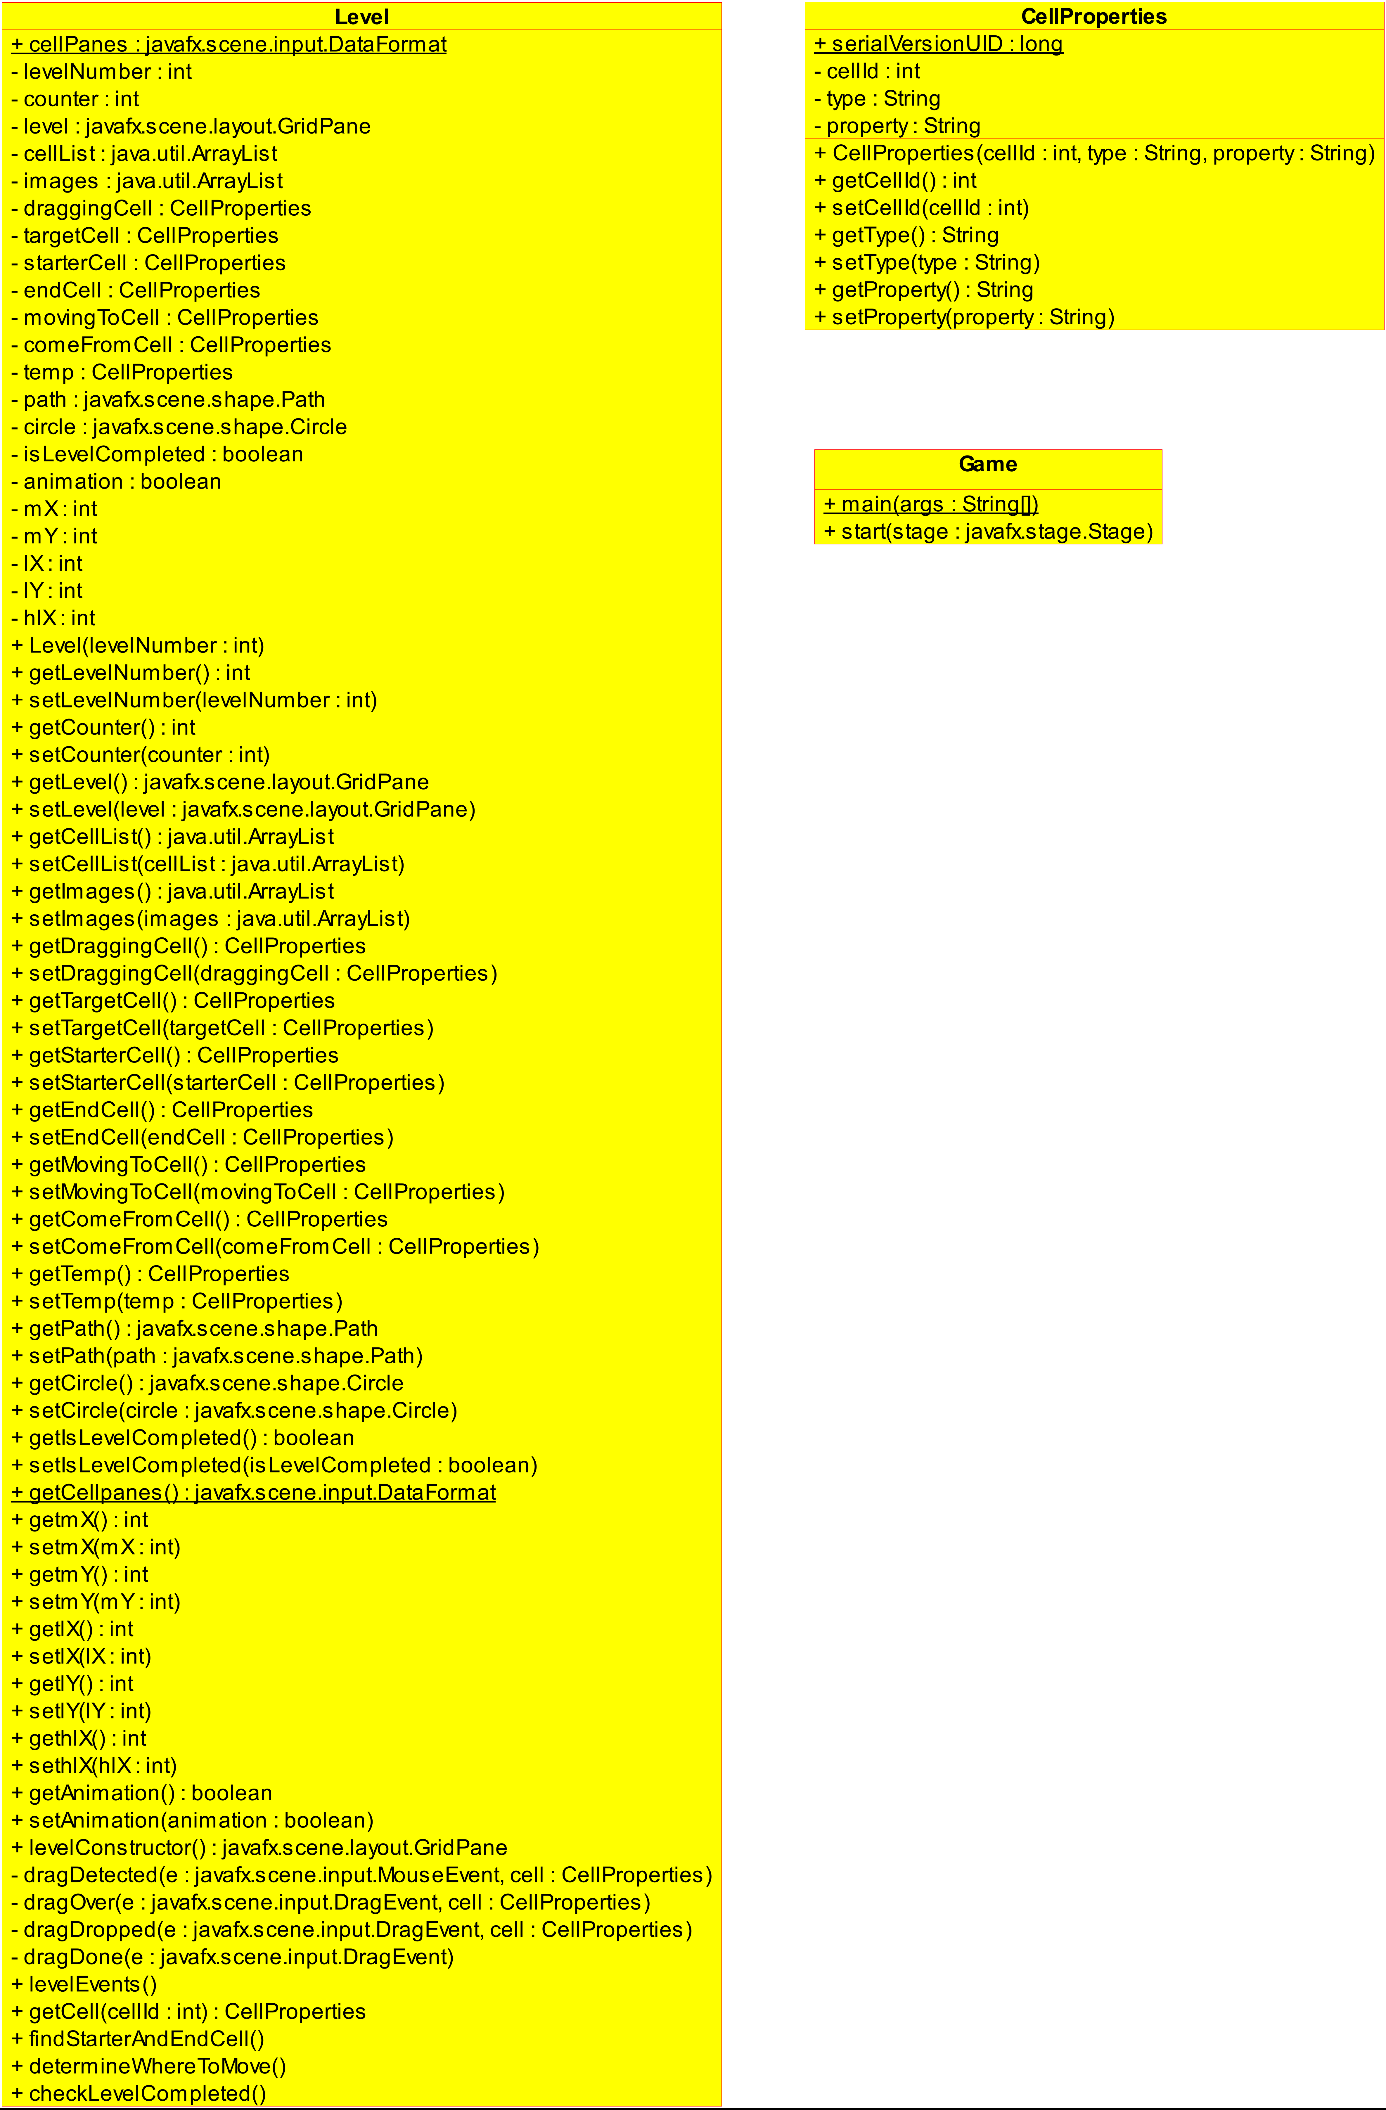 Level
+ cellPanes : javafx.scene.input.DataFormat
- levelNumber : int
- counter : int
- level : javafx.scene.layout.GridPane
- cellList : java.util.ArrayList
- images : java.util.ArrayList
- draggingCell : CellProperties
- targetCell : CellProperties
- starterCell : CellProperties
- endCell : CellProperties
- movingToCell : CellProperties
- comeFromCell : CellProperties
- temp : CellProperties
- path : javafx.scene.shape.Path
- circle : javafx.scene.shape.Circle
- isLevelCompleted : boolean
- animation : boolean
- mX : int
- mY : int
- lX : int
- lY : int
- hlX : int
+ Level(levelNumber : int)
+ getLevelNumber() : int
+ setLevelNumber(levelNumber : int)
+ getCounter() : int
+ setCounter(counter : int)
+ getLevel() : javafx.scene.layout.GridPane
+ setLevel(level : javafx.scene.layout.GridPane)
+ getCellList() : java.util.ArrayList
+ setCellList(cellList : java.util.ArrayList)
+ getImages() : java.util.ArrayList
+ setImages(images : java.util.ArrayList)
+ getDraggingCell() : CellProperties
+ setDraggingCell(draggingCell : CellProperties)
+ getTargetCell() : CellProperties
+ setTargetCell(targetCell : CellProperties)
+ getStarterCell() : CellProperties
+ setStarterCell(starterCell : CellProperties)
+ getEndCell() : CellProperties
+ setEndCell(endCell : CellProperties)
+ getMovingToCell() : CellProperties
+ setMovingToCell(movingToCell : CellProperties)
+ getComeFromCell() : CellProperties
+ setComeFromCell(comeFromCell : CellProperties)
+ getTemp() : CellProperties
+ setTemp(temp : CellProperties)
+ getPath() : javafx.scene.shape.Path
+ setPath(path : javafx.scene.shape.Path)
+ getCircle() : javafx.scene.shape.Circle
+ setCircle(circle : javafx.scene.shape.Circle)
+ getIsLevelCompleted() : boolean
+ setIsLevelCompleted(isLevelCompleted : boolean)
+ getCellpanes() : javafx.scene.input.DataFormat
+ getmX() : int
+ setmX(mX : int)
+ getmY() : int
+ setmY(mY : int)
+ getlX() : int
+ setlX(lX : int)
+ getlY() : int
+ setlY(lY : int)
+ gethlX() : int
+ sethlX(hlX : int)
+ getAnimation() : boolean
+ setAnimation(animation : boolean)
+ levelConstructor() : javafx.scene.layout.GridPane
- dragDetected(e : javafx.scene.input.MouseEvent, cell : CellProperties)
- dragOver(e : javafx.scene.input.DragEvent, cell : CellProperties)
- dragDropped(e : javafx.scene.input.DragEvent, cell : CellProperties)
- dragDone(e : javafx.scene.input.DragEvent)
+ levelEvents()
+ getCell(cellId : int) : CellProperties
+ findStarterAndEndCell()
+ determineWhereToMove()
+ checkLevelCompleted()
CellProperties
+ serialVersionUID : long
- cellId : int
- type : String
- property : String
+ CellProperties(cellId : int, type : String, property : String)
+ getCellId() : int
+ setCellId(cellId : int)
+ getType() : String
+ setType(type : String)
+ getProperty() : String
+ setProperty(property : String)
Game
+ main(args : String[])
+ start(stage : javafx.stage.Stage)